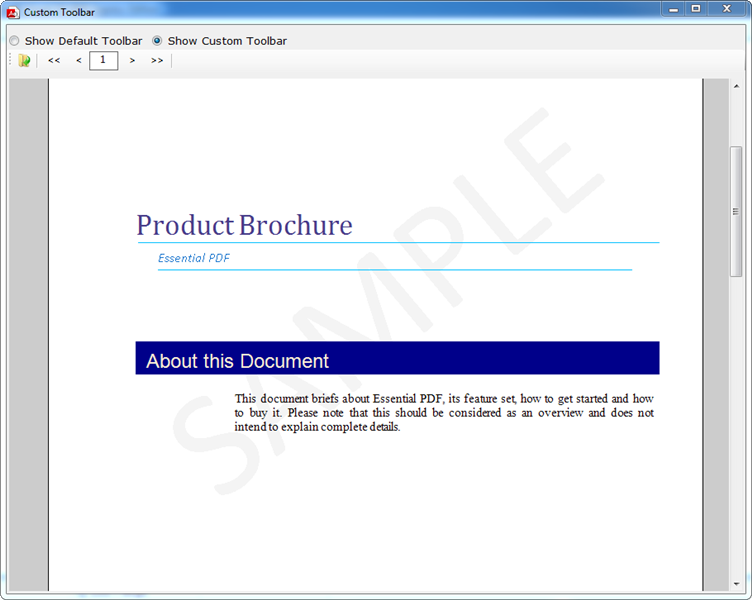 Custom Toolbar
Show Default Toolbar Show Custom Toolbar
<< < 1 > >>
SAMPLE
Product Brochure
Essential PDF
About this Document
This document briefs about Essential PDF, its feature set, how to get started and how
to buy it. Please note that this should be considered as an overview and does not
intend to explain complete details.